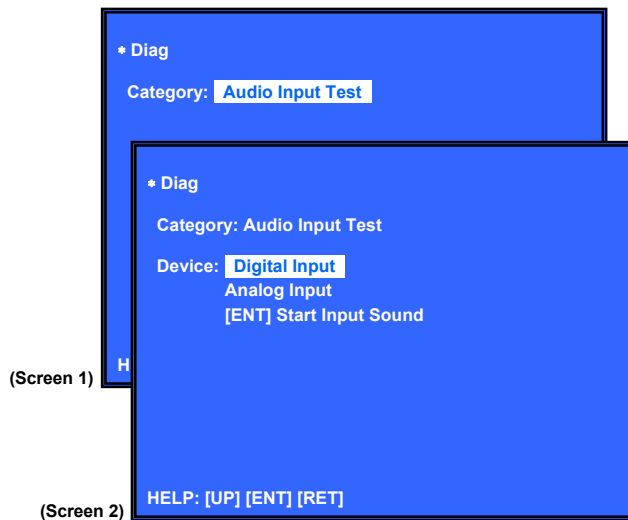 * Diag
Category: Audio Input Test
H
(Screen 1)
* Diag
Category: Audio Input Test
Device: Digital Input
Analog Input
[ENT] Start Input Sound
HELP: [UP] [ENT] [RET]
(Screen 2)